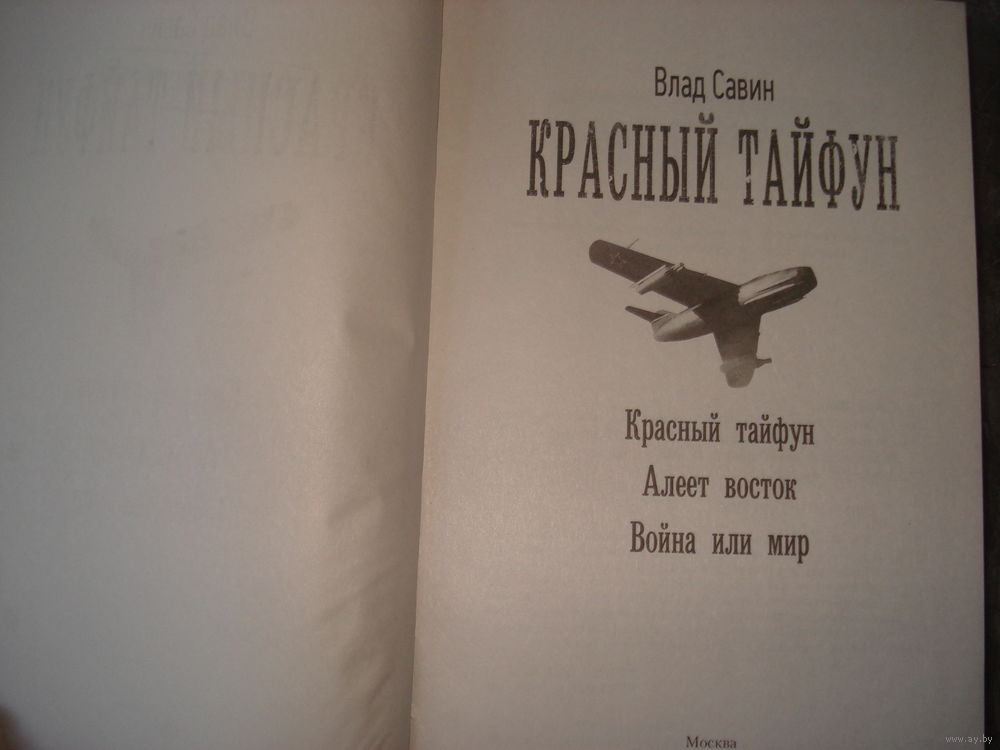 Влад Савин
КРАСНЫЙ ТАЙФУН
Красный тайфун
Алеет восток
Война или мир
Москва
www.ay.by